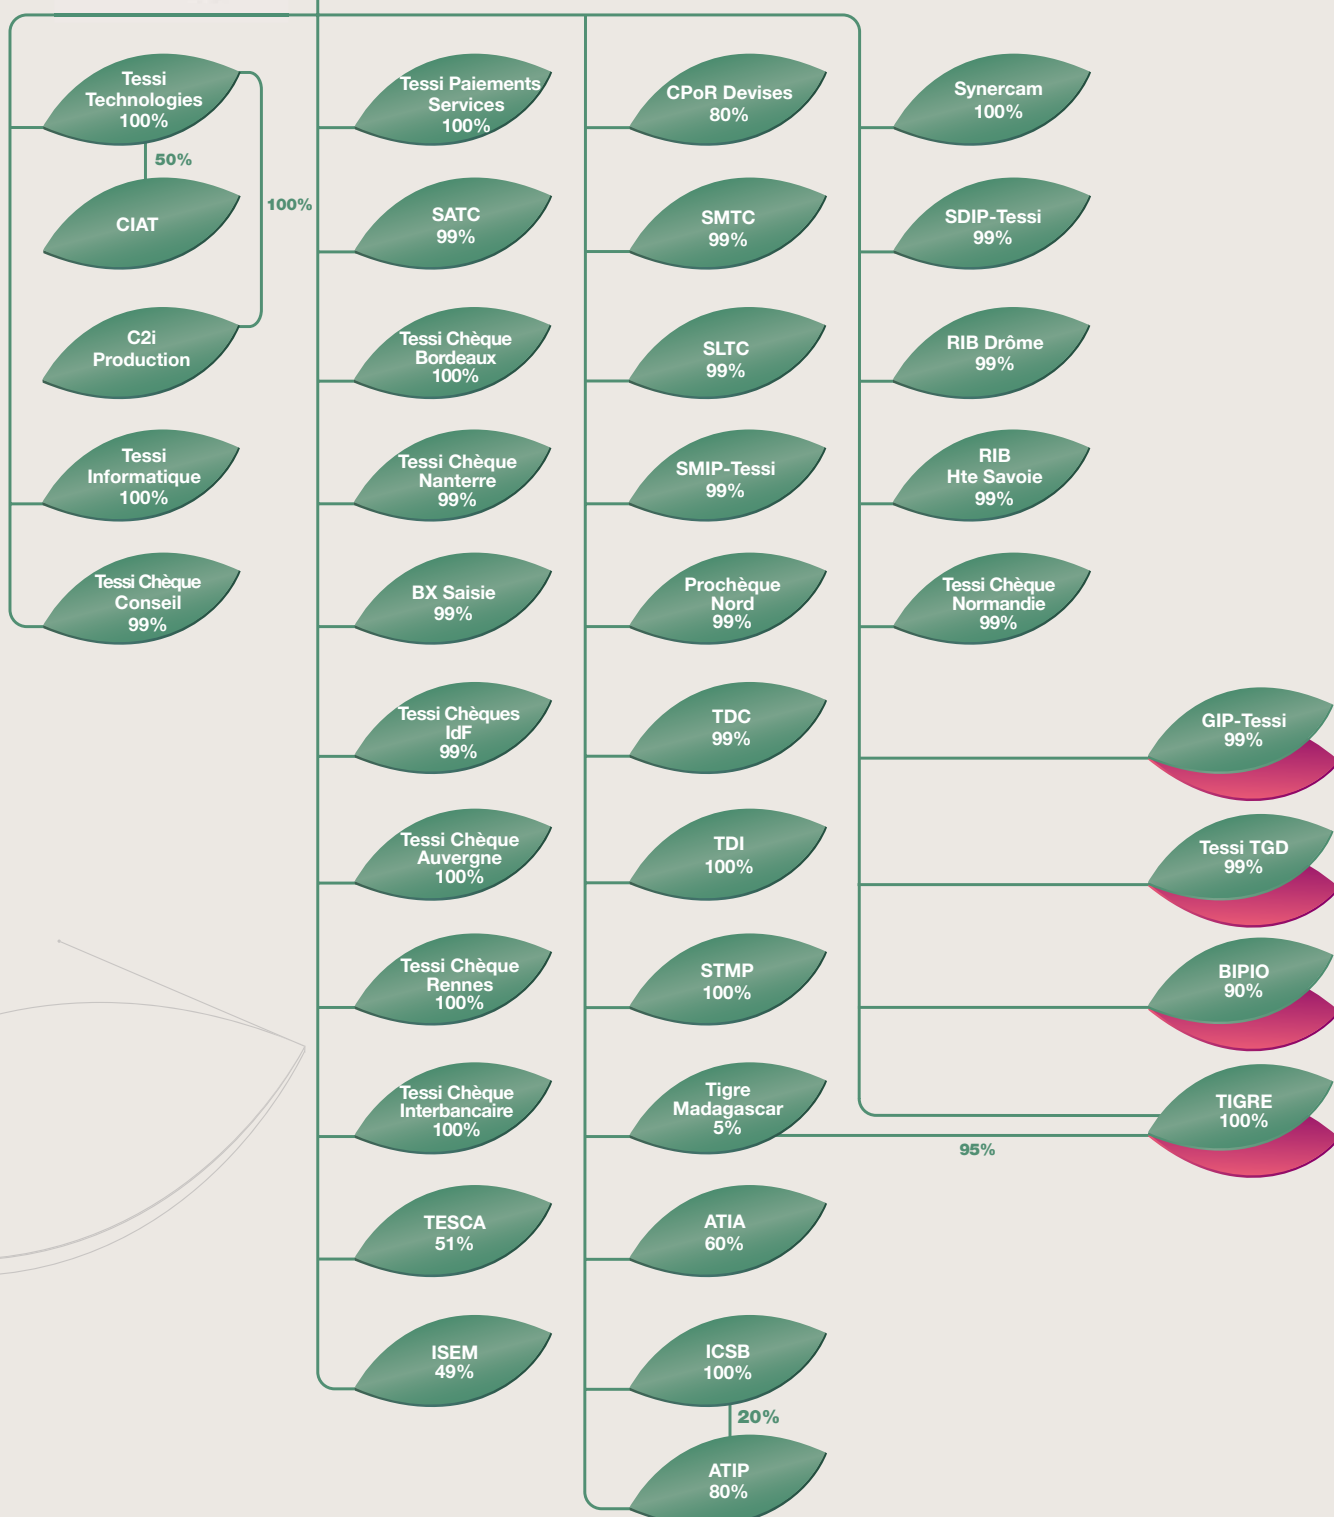 Tessi
Technologies
100%
50%
CIAT
100%
C2i
Production
Tessi
Informatique
100%
Tessi Chèque
Conseil
99%
Tessi Paiements
Services
100%
SATC
99%
Tessi Chèque
Bordeaux
100%
Tessi Chèque
Nanterre
99%
BX Saisie
99%
Tessi Chèques
IdF
99%
Tessi Chèque
Auvergne
100%
Tessi Chèque
Rennes
100%
Tessi Chèque
Interbancaire
100%
TESCA
51%
ISEM
49%
CPoR Devises
80%
SMTC
99%
SLTC
99%
SMIP-Tessi
99%
Prochèque
Nord
99%
TDC
99%
TDI
100%
STMP
100%
Tigre
Madagascar
5%
95%
ATIA
60%
ICSB
100%
20%
ATIP
80%
Synercam
100%
SDIP-Tessi
99%
RIB Drôme
99%
RIB
Hte Savoie
99%
Tessi Chèque
Normandie
99%
GIP-Tessi
99%
Tessi TGD
99%
BIPIO
90%
TIGRE
100%